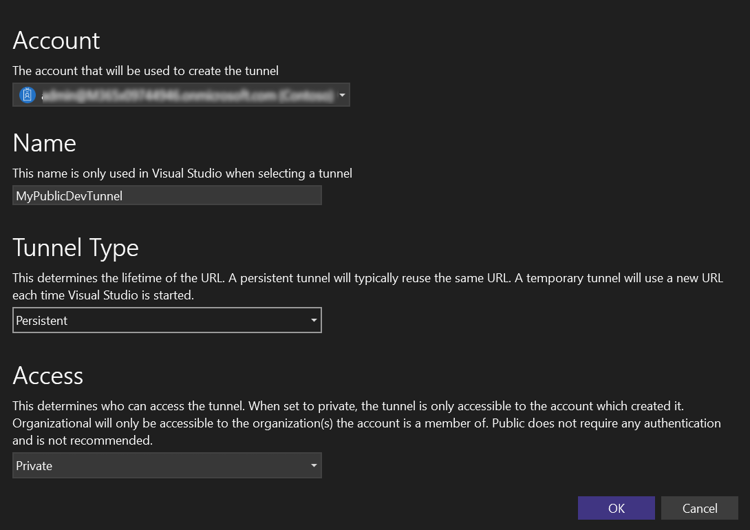 Account
The account that will be used to create the tunnel
Name
This name is only used in Visual Studio when selecting a tunnel
MyPublicDevTunnel
Tunnel Type
This determines the lifetime of the URL. A persistent tunnel will typically reuse the same URL. A temporary tunnel will use a new URL
each time Visual Studio is started.
Persistent
Access
This determines who can access the tunnel. When set to private, the tunnel is only accessible to the account which created it.
Organizational will only be accessible to the organization(s) the account is a member of. Public does not require any authentication
and is not recommended.
Private
OK
Cancel